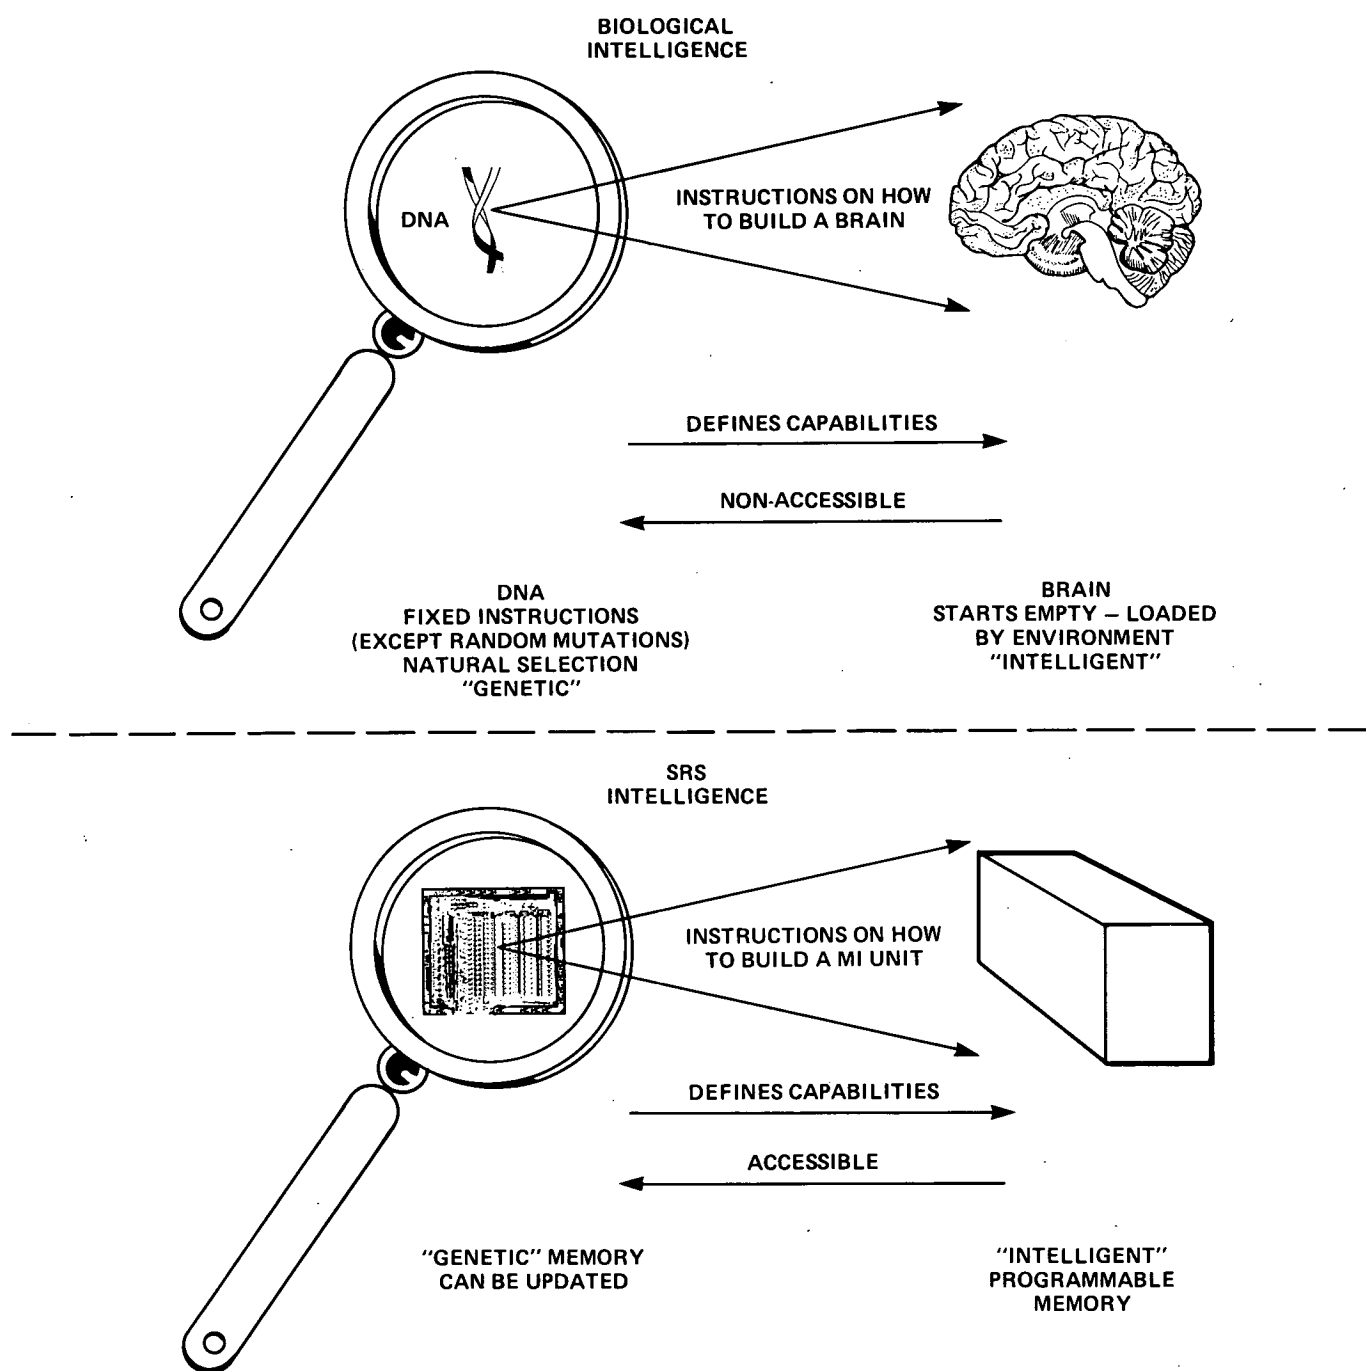 BIOLOGICAL
INTELLIGENCE
DNA
INSTRUCTIONS ON HOW
TO BUILD A BRAIN
DEFINES CAPABILITIES
NON-ACCESSIBLE
DNA
FIXED INSTRUCTIONS
(EXCEPT RANDOM MUTATIONS)
NATURAL SELECTION
"GENETIC"
BRAIN
STARTS EMPTY – LOADED
BY ENVIRONMENT
"INTELLIGENT"
SRS
INTELLIGENCE
INSTRUCTIONS ON HOW
TO BUILD A MI UNIT
DEFINES CAPABILITIES
ACCESSIBLE
"GENETIC" MEMORY
CAN BE UPDATED
"INTELLIGENT"
PROGRAMMABLE
MEMORY